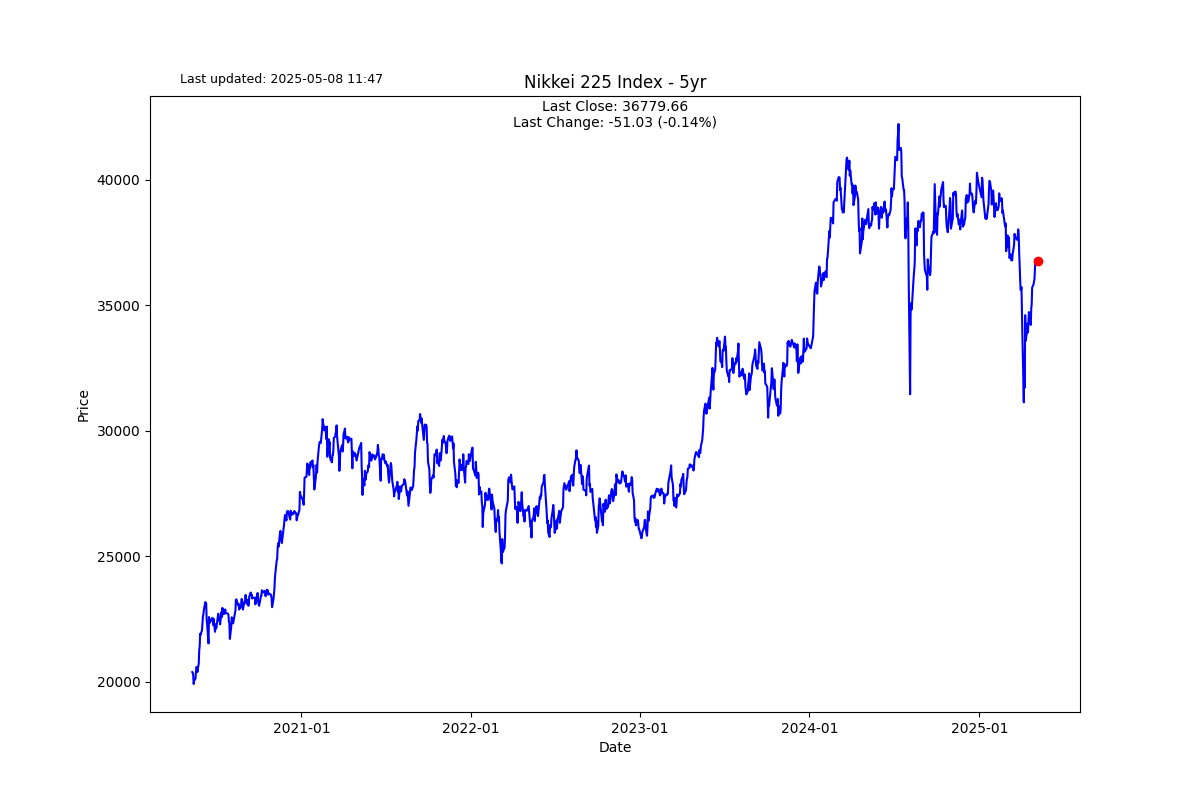 Last updated: 2025-05-08 11:47
Nikkei 225 Index - 5yr
Last Close: 36779.66
Last Change: -51.03 (-0.14%)
40000
35000
30000
25000
20000
Price
2021-01
2022-01
2023-01
2024-01
2025-01
Date